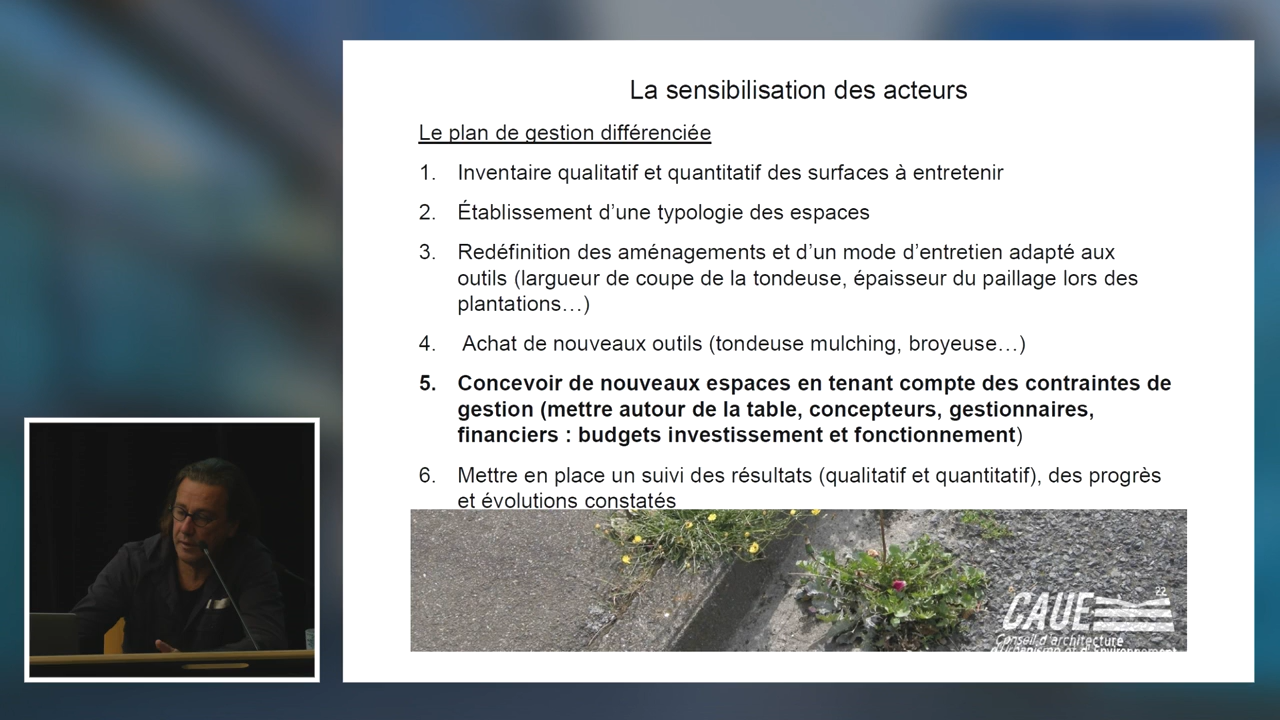 La sensibilisation des acteurs
Le plan de gestion différenciée
1. Inventaire qualitatif et quantitatif des surfaces à entretenir
2. Établissement d’une typologie des espaces
3. Redéfinition des aménagements et d’un mode d’entretien adapté aux
outils (largueur de coupe de la tondeuse, épaisseur du paillage lors des
plantations…)
4. Achat de nouveaux outils (tondeuse mulching, broyeuse…)
5. Concevoir de nouveaux espaces en tenant compte des contraintes de
gestion (mettre autour de la table, concepteurs, gestionnaires,
financiers : budgets investissement et fonctionnement)
6. Mettre en place un suivi des résultats (qualitatif et quantitatif), des progrès
et évolutions constatés
22
CAUE
Conseil d'architecture
d'Urbanisme et d'Environnement